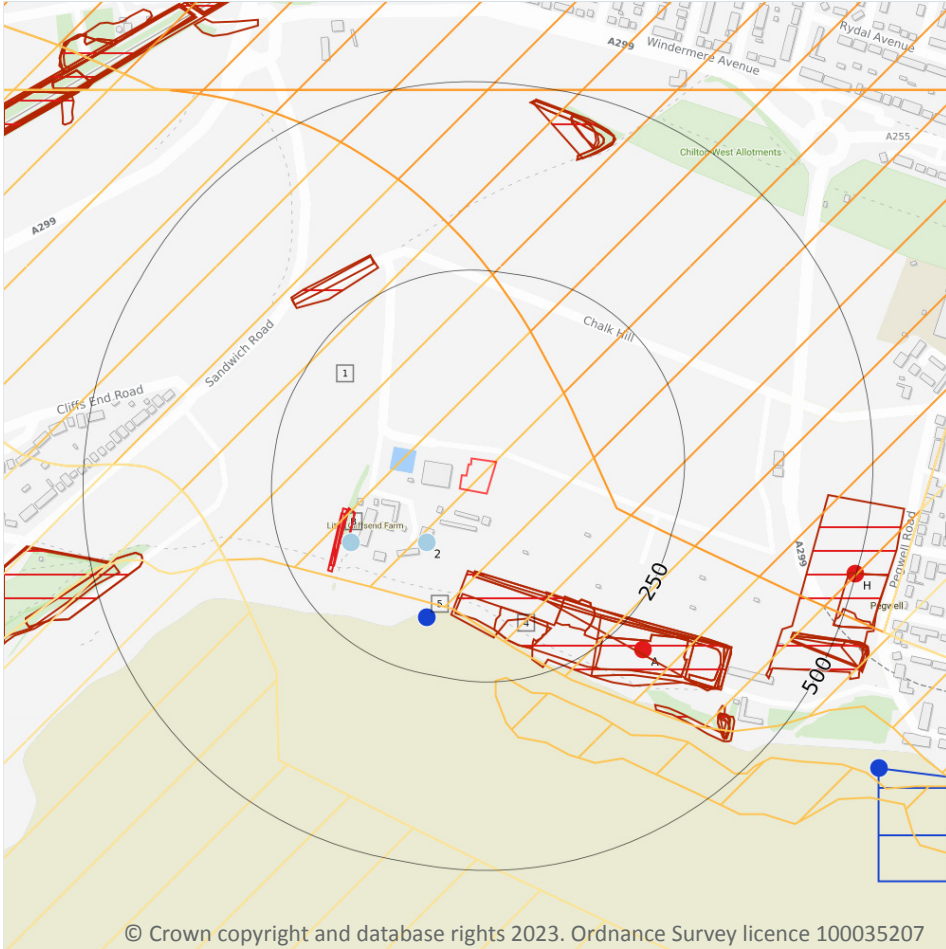 Rydal Avenue
A299
Windermere Avenue
A255
Chilton West Allotments
A299
Chalk Hill
Sandwich Road
1
Cliffs End Road
2
A299
Pegwell Road
250
H
Pegwell
5
4
A
500
© Crown copyright and database rights 2023. Ordnance Survey licence 100035207